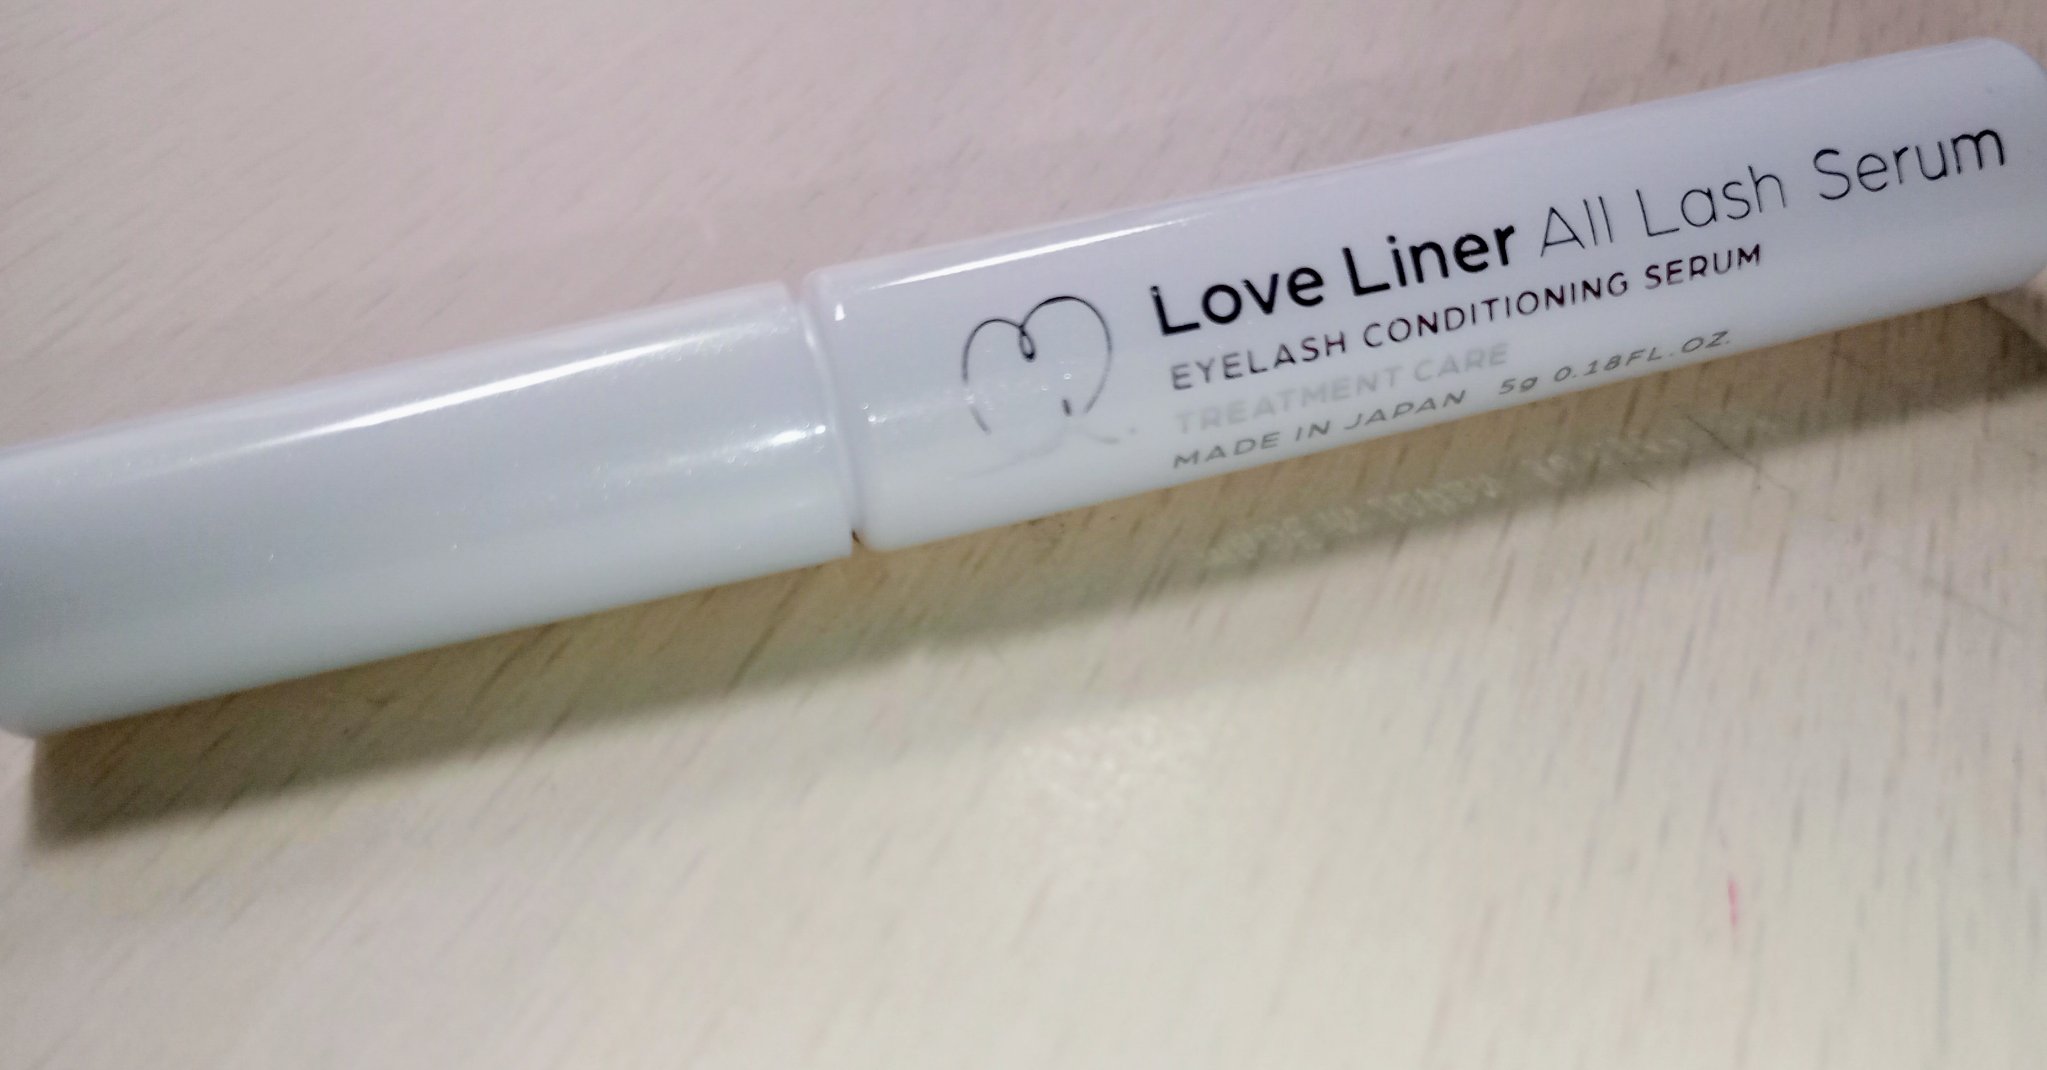 Love Liner All Lash Serum
EYELASH CONDITIONING SERUM
TREATMENT CARE
MADE IN JAPAN 5g 0.18FL.OZ.